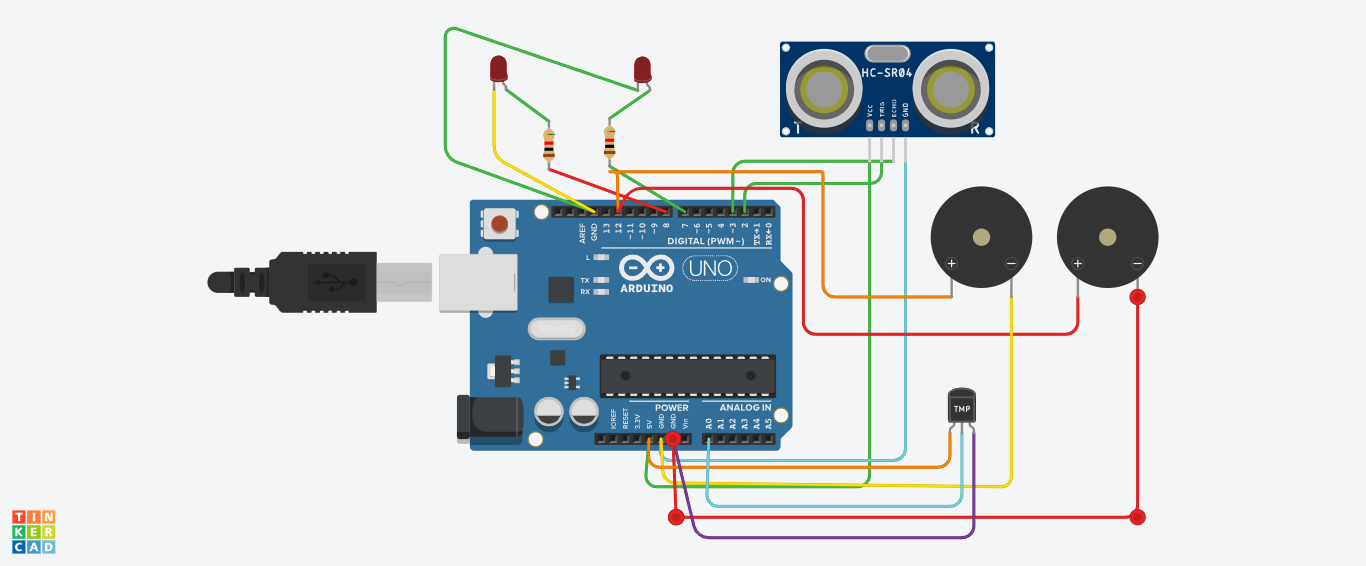 HC-SR04
VCC
TRIG
ECHO
GND
T
R
AREF
GND
13
12
~11
~10
~9
8
7
~6
~5
4
~3
2
TX→1
RX←0
DIGITAL (PWM~)
L
TX
RX
ARDUINO
UNO
ON
POWER
ANALOG IN
IOREF
RESET
3.3V
5V
GND
GND
Vin
A0
A1
A2
A3
A4
A5
TMP
+
−
+
−
TIN
KER
CAD